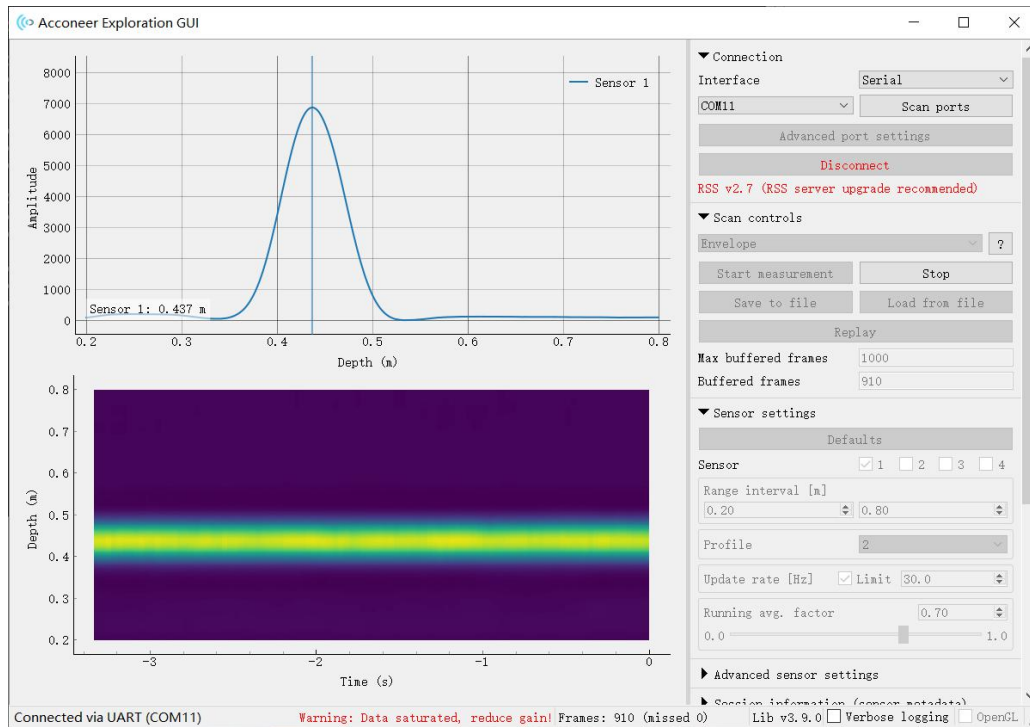 Acconeer Exploration GUI
8000
7000
6000
5000
4000
3000
2000
1000
0
Amplitude
Sensor 1
Sensor 1: 0.437 m
0.2 0.3 0.4 0.5 0.6 0.7 0.8
Depth (m)
0.8
0.7
0.6
0.5
0.4
0.3
0.2
Depth (m)
-3 -2 -1 0
Time (s)
Connection
Interface Serial
COM11 Scan ports
Advanced port settings
Disconnect
RSS v2.7 (RSS server upgrade recommended)
Scan controls
Envelope ?
Start measurement Stop
Save to file Load from file
Replay
Max buffered frames 1000
Buffered frames 910
Sensor settings
Defaults
Sensor 1 2 3 4
Range interval [m]
0.20 0.80
Profile 2
Update rate [Hz] Limit 30.0
Running avg. factor 0.70
0.0 1.0
Advanced sensor settings
Session information (sensor metadata)
Connected via UART (COM11) Warning: Data saturated, reduce gain! Frames: 910 (missed 0) Lib v3.9.0 Verbose logging OpenGL